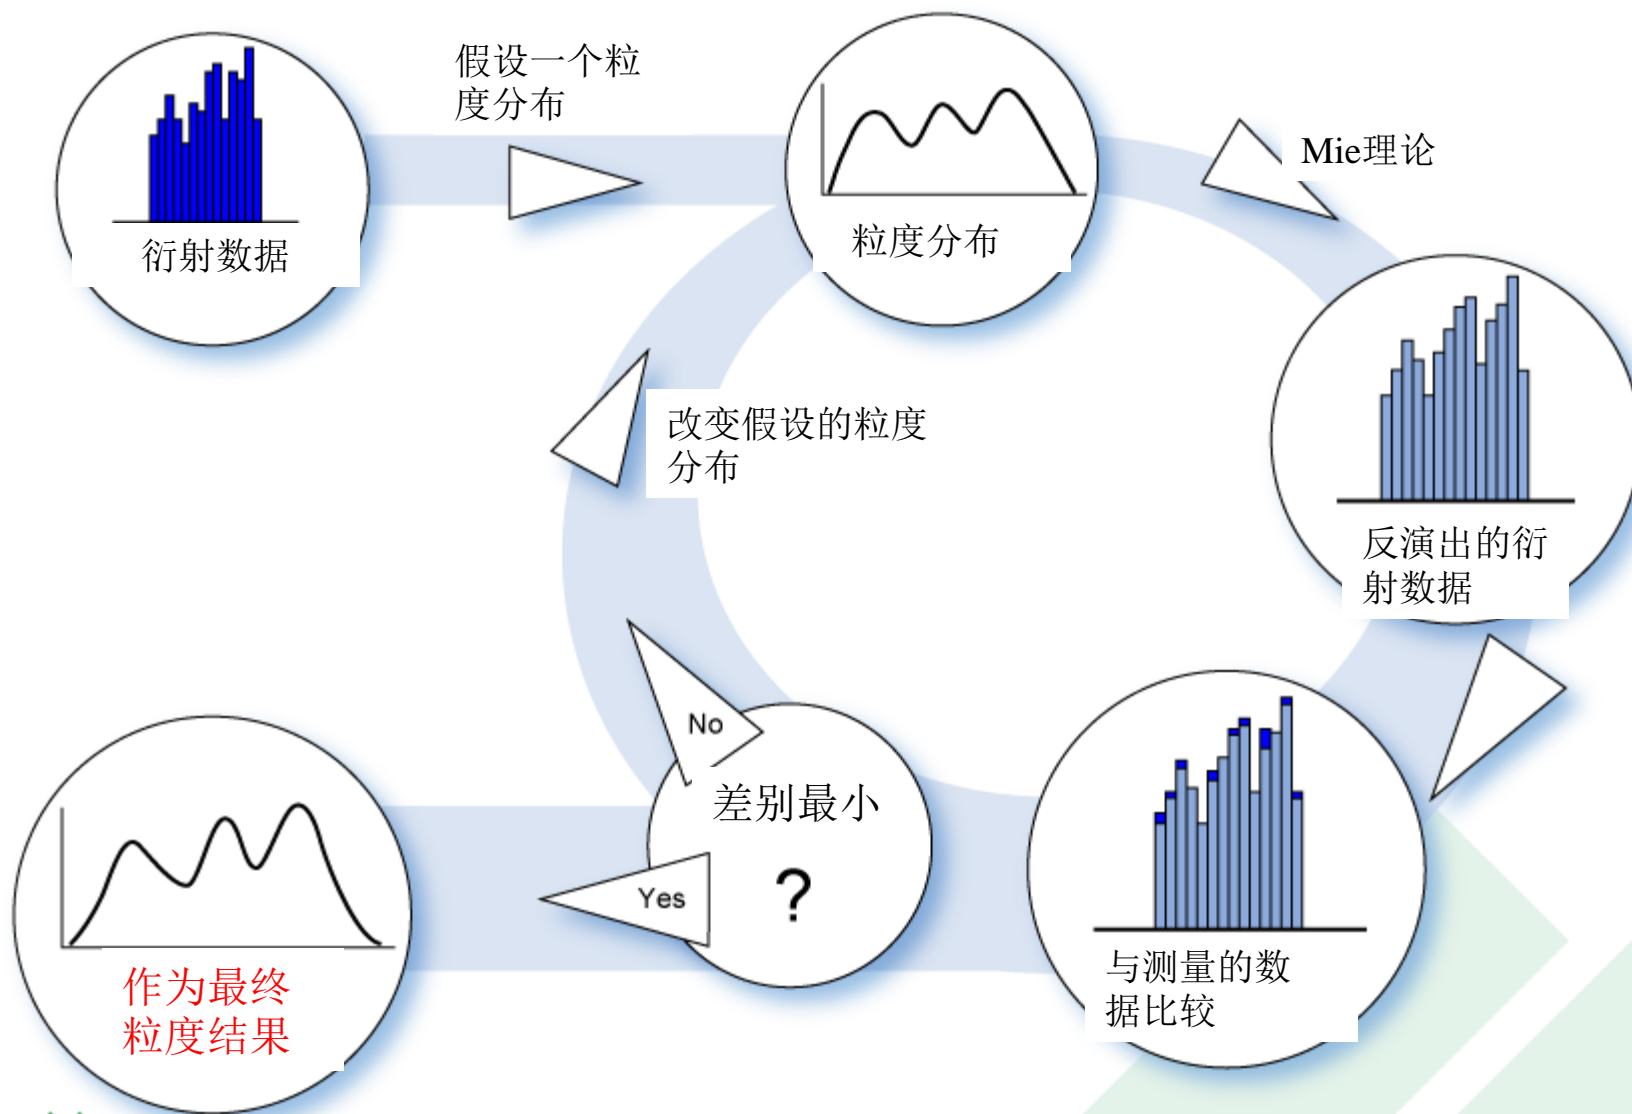 假设一个粒
度分布
衍射数据
粒度分布
Mie理论
改变假设的粒度
分布
反演出的衍
射数据
No
差别最小
?
Yes
与测量的数
据比较
作为最终
粒度结果